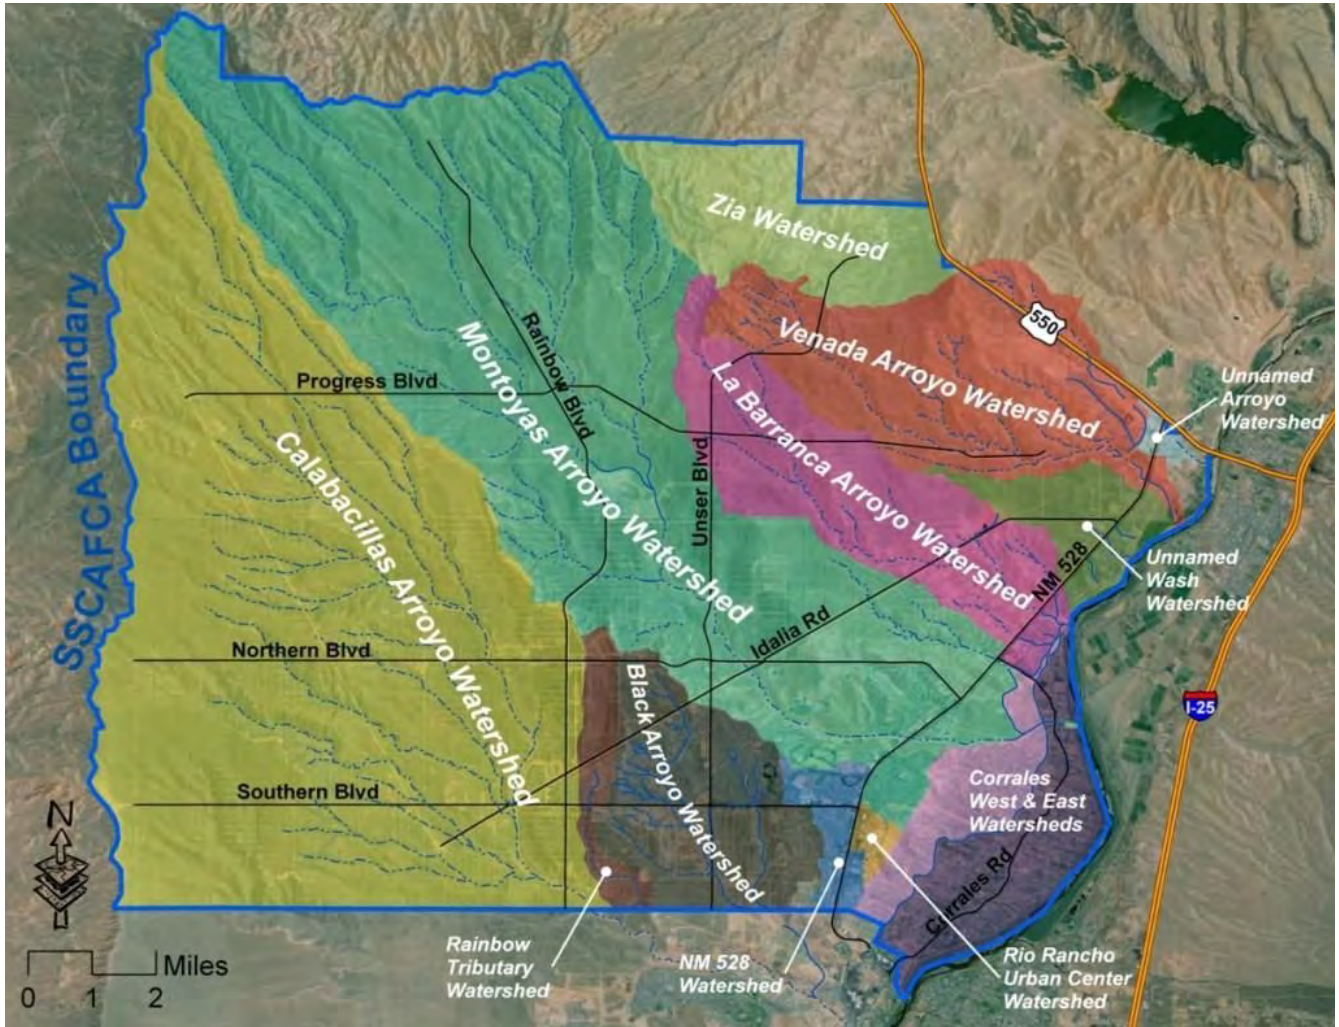 Zia Watershed
550
Venada Arroyo Watershed
Unnamed
Arroyo
Watershed
SSCAFCA Boundary
Rainbow Blvd
Montoyas Arroyo Watershed
Progress Blvd
La Barranca Arroyo Watershed
Calabacillas Arroyo Watershed
Unser Blvd
NM 528
Unnamed
Wash
Watershed
Idalia Rd
Northern Blvd
Black Arroyo Watershed
I-25
Southern Blvd
Corrales
West & East
Watersheds
Corrales Rd
N
Rainbow
Tributary
Watershed
NM 528
Watershed
Rio Rancho
Urban Center
Watershed
Miles
0 1 2